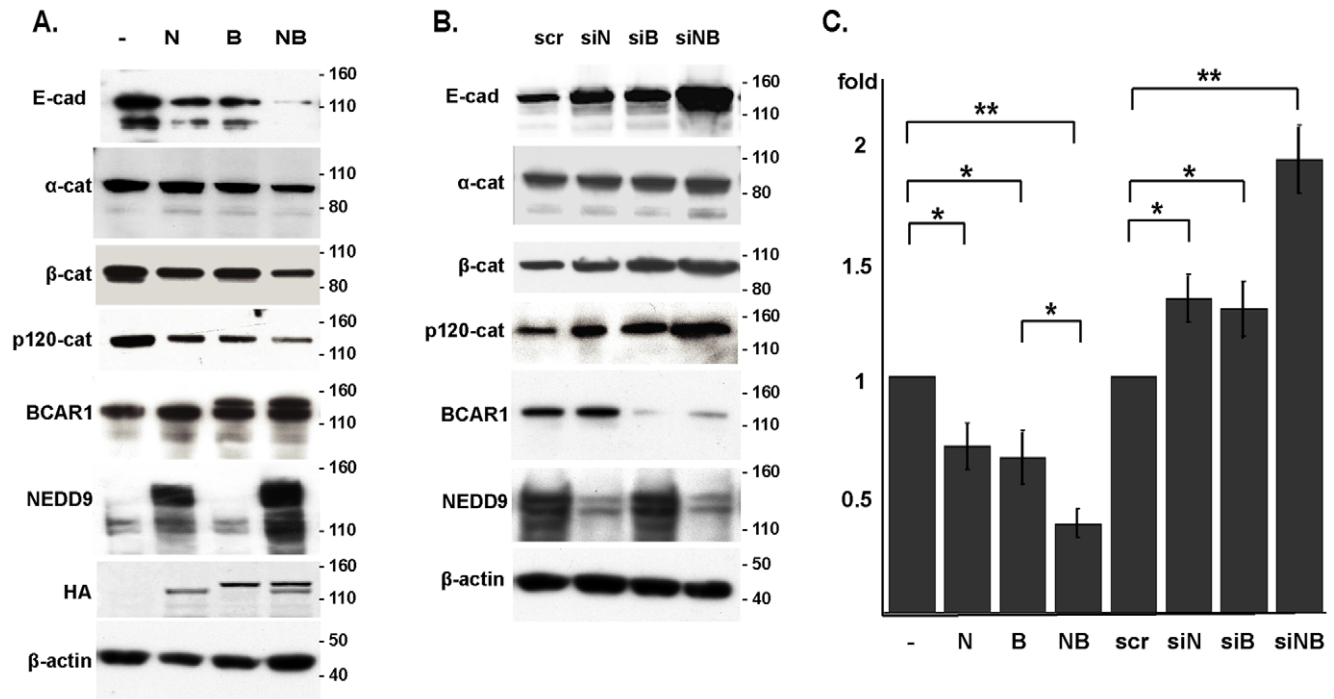 A.
- N B NB
E-cad
- 160
- 110
α-cat
- 110
- 80
β-cat
- 110
- 80
p120-cat
- 160
- 110
BCAR1
- 160
- 110
NEDD9
- 160
- 110
HA
- 160
- 110
β-actin
- 50
- 40
B.
scr siN siB siNB
E-cad
- 160
- 110
α-cat
- 110
- 80
β-cat
- 110
- 80
p120-cat
- 160
- 110
BCAR1
- 160
- 110
NEDD9
- 160
- 110
β-actin
- 50
- 40
C.
fold
**
**
2
*
*
*
*
1.5
*
1
0.5
- N B NB scr siN siB siNB